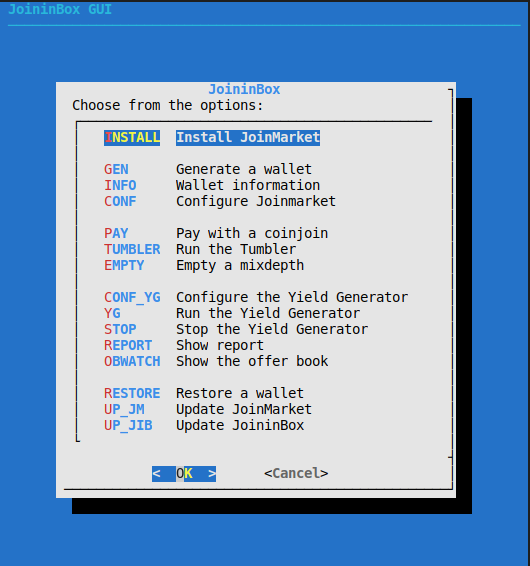 JoininBox GUI
JoininBox
Choose from the options:
INSTALL Install JoinMarket
GEN Generate a wallet
INFO Wallet information
CONF Configure Joinmarket
PAY Pay with a coinjoin
TUMBLER Run the Tumbler
EMPTY Empty a mixdepth
CONF_YG Configure the Yield Generator
YG Run the Yield Generator
STOP Stop the Yield Generator
REPORT Show report
OBWATCH Show the offer book
RESTORE Restore a wallet
UP_JM Update JoinMarket
UP_JIB Update JoininBox
< OK > <Cancel>